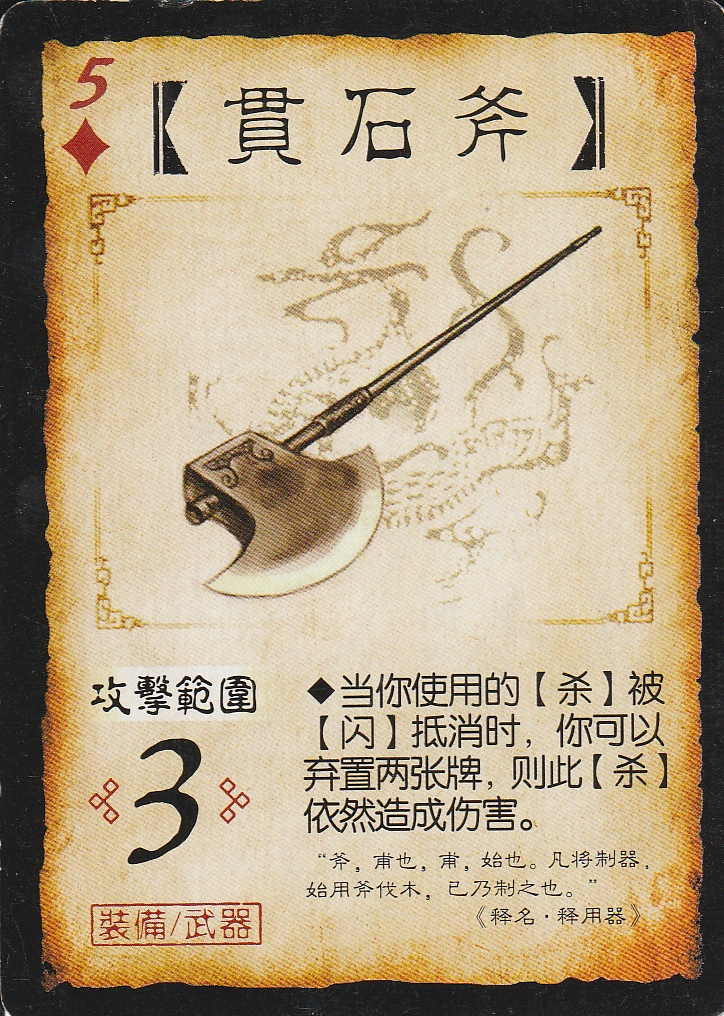 5
【貫石斧】
攻擊範圍
3
裝備/武器
◆当你使用的【杀】被
【闪】抵消时，你可以
弃置两张牌，则此【杀】
依然造成伤害。
“斧，甫也，甫，始也。凡将制器，
始用斧伐木，已乃制之也。”
《释名·释用器》